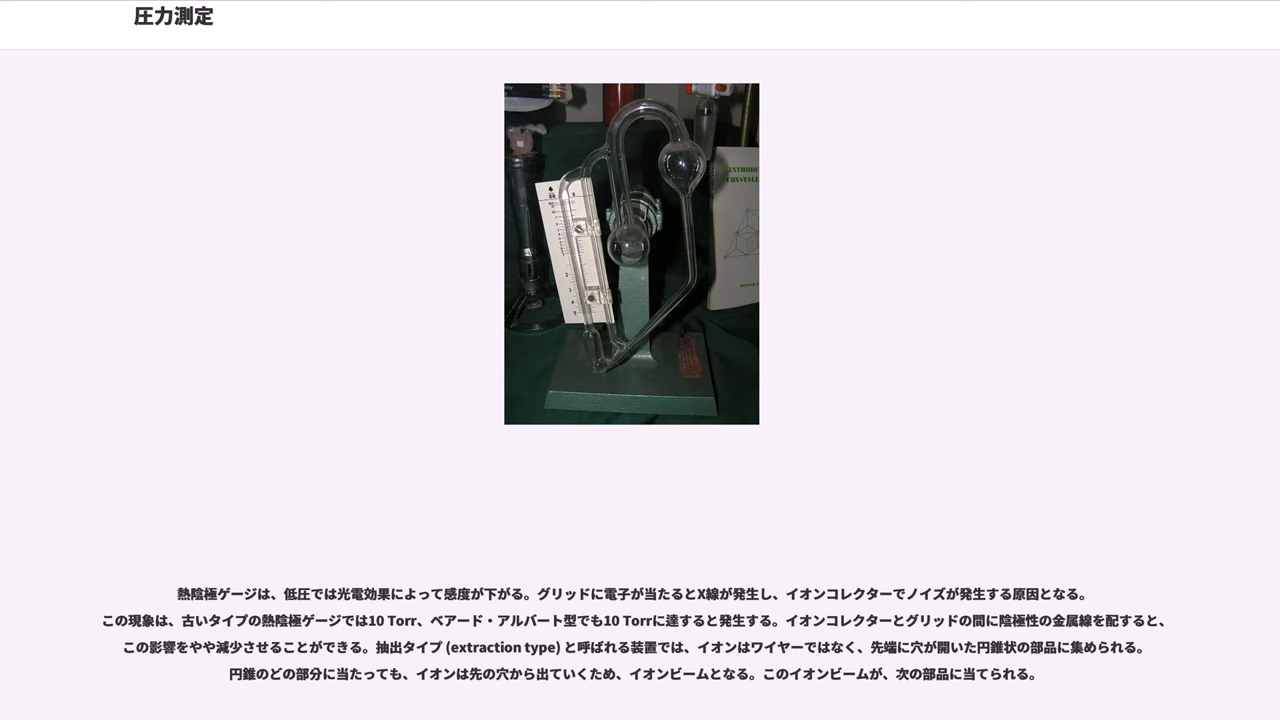 圧力測定
INTRODU
CRYSTALL
熱陰極ゲージは、低圧では光電効果によって感度が下がる。グリッドに電子が当たるとX線が発生し、イオンコレクターでノイズが発生する原因となる。
この現象は、古いタイプの熱陰極ゲージでは10 Torr、ベアード・アルバート型でも10 Torrに達すると発生する。イオンコレクターとグリッドの間に陰極性の金属線を配すると、
この影響をやや減少させることができる。抽出タイプ (extraction type) と呼ばれる装置では、イオンはワイヤーではなく、先端に穴が開いた円錐状の部品に集められる。
円錐のどの部分に当たっても、イオンは先の穴から出ていくため、イオンビームとなる。このイオンビームが、次の部品に当てられる。